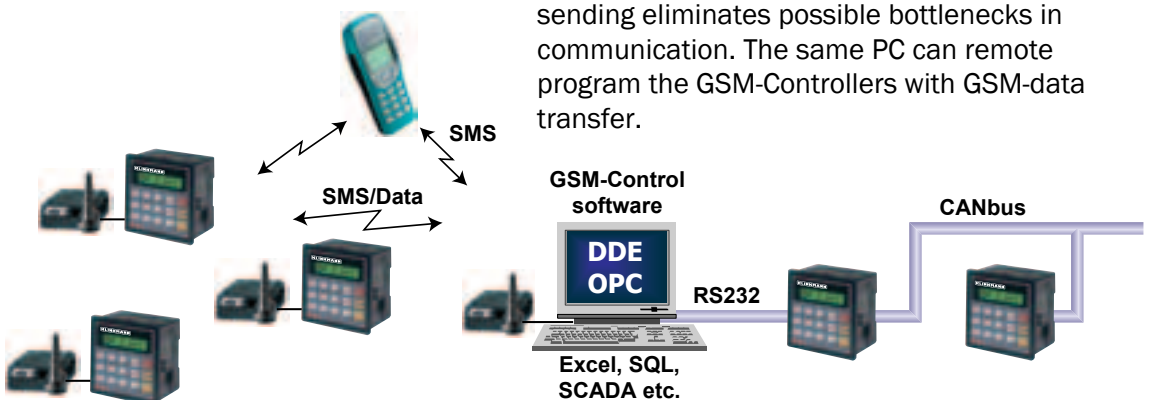 sending eliminates possible bottlenecks in
communication. The same PC can remote
program the GSM-Controllers with GSM-data
transfer.
SMS
SMS/Data
GSM-Control
software
DDE
OPC
RS232
CANbus
Excel, SQL,
SCADA etc.